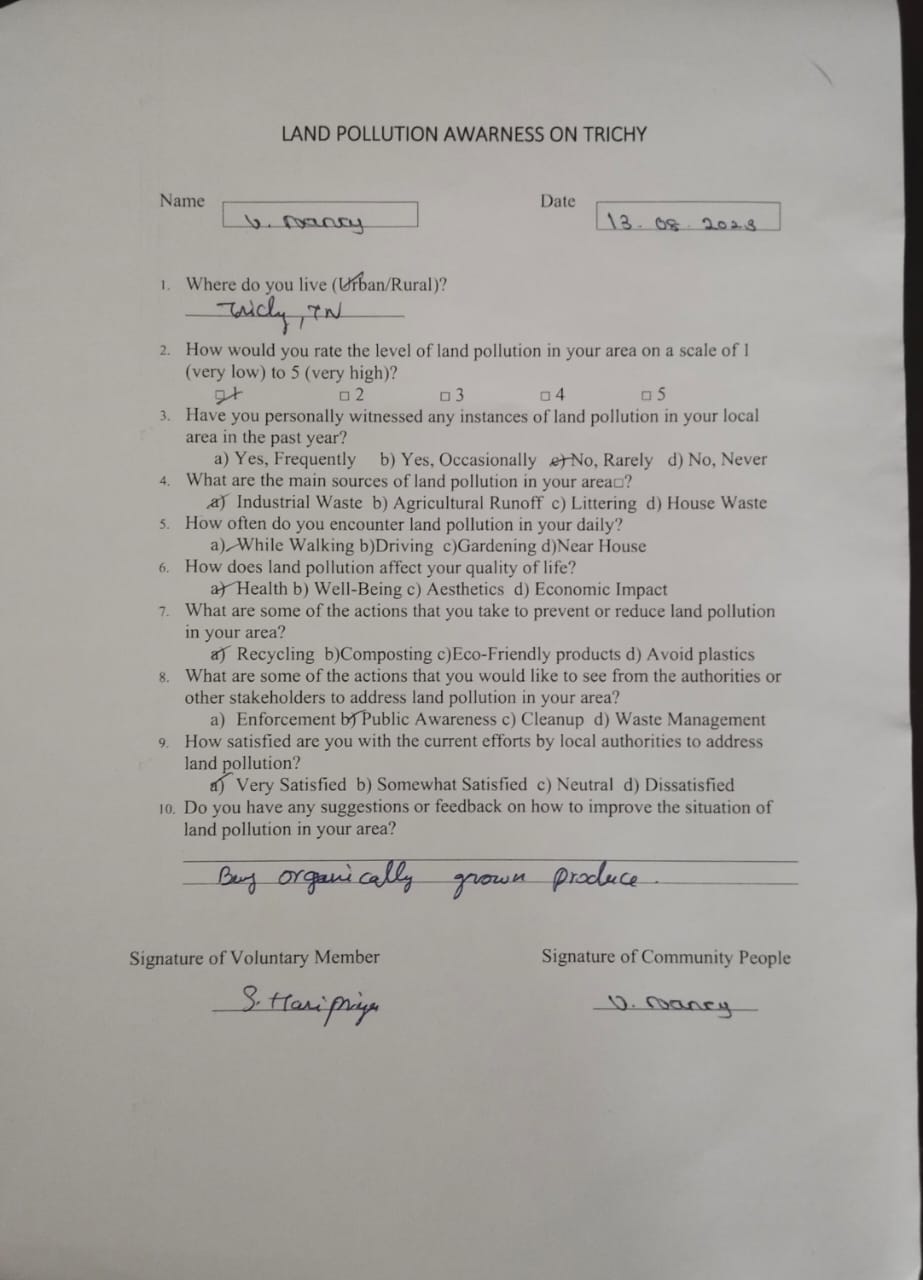 LAND POLLUTION AWARNESS ON TRICHY
Name
V. Nancy
Date
13.08.2023
1. Where do you live (Urban/Rural)?
Trichy, TN
2. How would you rate the level of land pollution in your area on a scale of 1
(very low) to 5 (very high)?
□ 1 □ 2 □ 3 □ 4 □ 5
3. Have you personally witnessed any instances of land pollution in your local
area in the past year?
a) Yes, Frequently b) Yes, Occasionally c) No, Rarely d) No, Never
4. What are the main sources of land pollution in your area□?
a) Industrial Waste b) Agricultural Runoff c) Littering d) House Waste
5. How often do you encounter land pollution in your daily?
a) While Walking b)Driving c)Gardening d)Near House
6. How does land pollution affect your quality of life?
a) Health b) Well-Being c) Aesthetics d) Economic Impact
7. What are some of the actions that you take to prevent or reduce land pollution
in your area?
a) Recycling b)Composting c)Eco-Friendly products d) Avoid plastics
8. What are some of the actions that you would like to see from the authorities or
other stakeholders to address land pollution in your area?
a) Enforcement b) Public Awareness c) Cleanup d) Waste Management
9. How satisfied are you with the current efforts by local authorities to address
land pollution?
a) Very Satisfied b) Somewhat Satisfied c) Neutral d) Dissatisfied
10. Do you have any suggestions or feedback on how to improve the situation of
land pollution in your area?
Buy organically grown produce.
Signature of Voluntary Member
Signature of Community People
S. Haripriya
V. Nancy